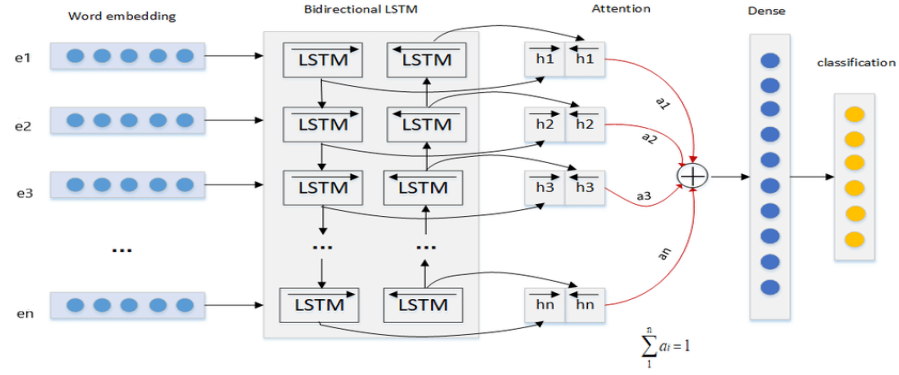 Word embedding
Bidirectional LSTM
Attention
Dense
classification
e1
LSTM
LSTM
h1
h1
a1
e2
LSTM
LSTM
h2
h2
a2
e3
LSTM
LSTM
h3
h3
a3
...
...
...
an
en
LSTM
LSTM
hn
hn
n
∑ at = 1
1